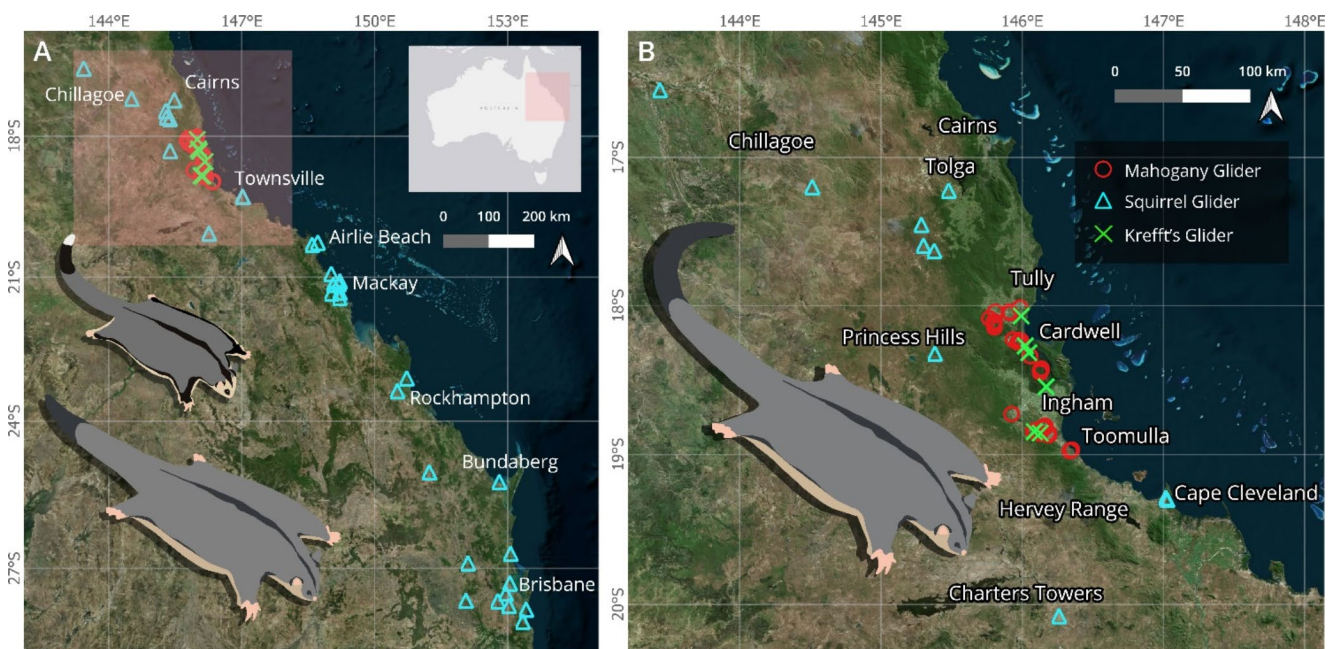 144°E
147°E
150°E
153°E
A
Chillagoe
Cairns
18°S
Townsville
AUSTRALIA
0 100 200 km
Airlie Beach
21°S
Mackay
Rockhampton
24°S
Bundaberg
27°S
Brisbane
144°E
145°E
146°E
147°E
148°E
B
0 50 100 km
Cairns
Chillagoe
17°S
Tolga
Mahogany Glider
Squirrel Glider
Krefft's Glider
Tully
18°S
Princess Hills
Cardwell
Ingham
Toomulla
19°S
Cape Cleveland
Hervey Range
Charters Towers
20°S